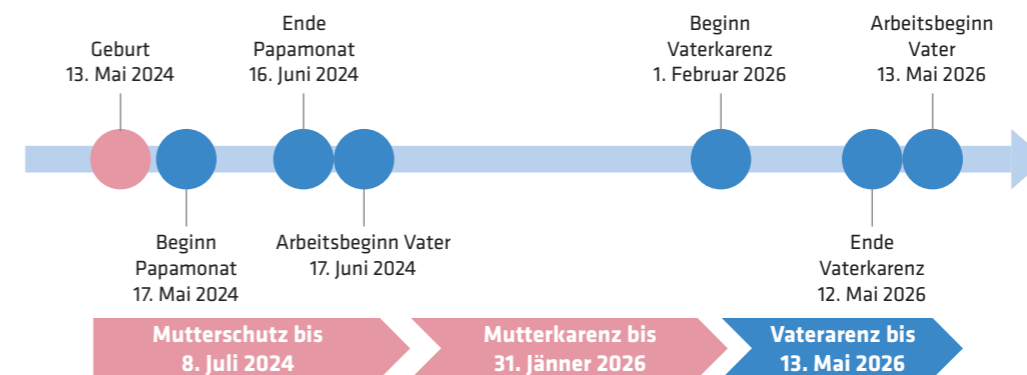 Geburt
13. Mai 2024
Ende
Papamonat
16. Juni 2024
Beginn
Vaterkarenz
1. Februar 2026
Arbeitsbeginn
Vater
13. Mai 2026
Beginn
Papamonat
17. Mai 2024
Arbeitsbeginn Vater
17. Juni 2024
Ende
Vaterkarenz
12. Mai 2026
Mutterschutz bis
8. Juli 2024
Mutterkarenz bis
31. Jänner 2026
Vaterarenz bis
13. Mai 2026